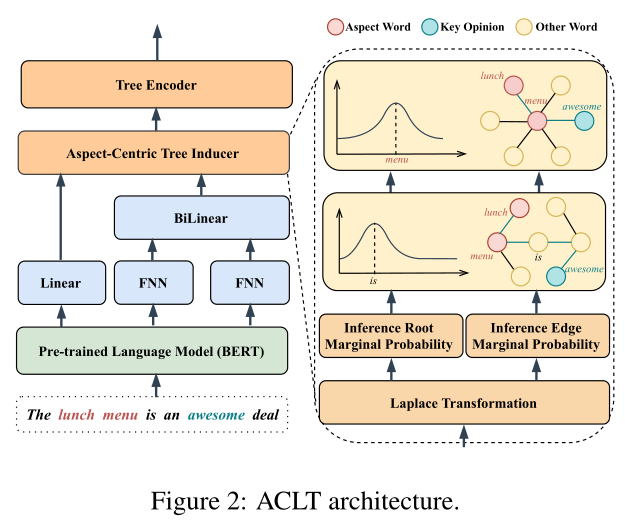 Aspect Word Key Opinion Other Word
Tree Encoder
Aspect-Centric Tree Inducer
BiLinear
Linear
FNN
FNN
Pre-trained Language Model (BERT)
The lunch menu is an awesome deal
menu
lunch
menu
awesome
is
lunch
menu
is
awesome
Inference Root
Marginal Probability
Inference Edge
Marginal Probability
Laplace Transformation
Figure 2: ACLT architecture.